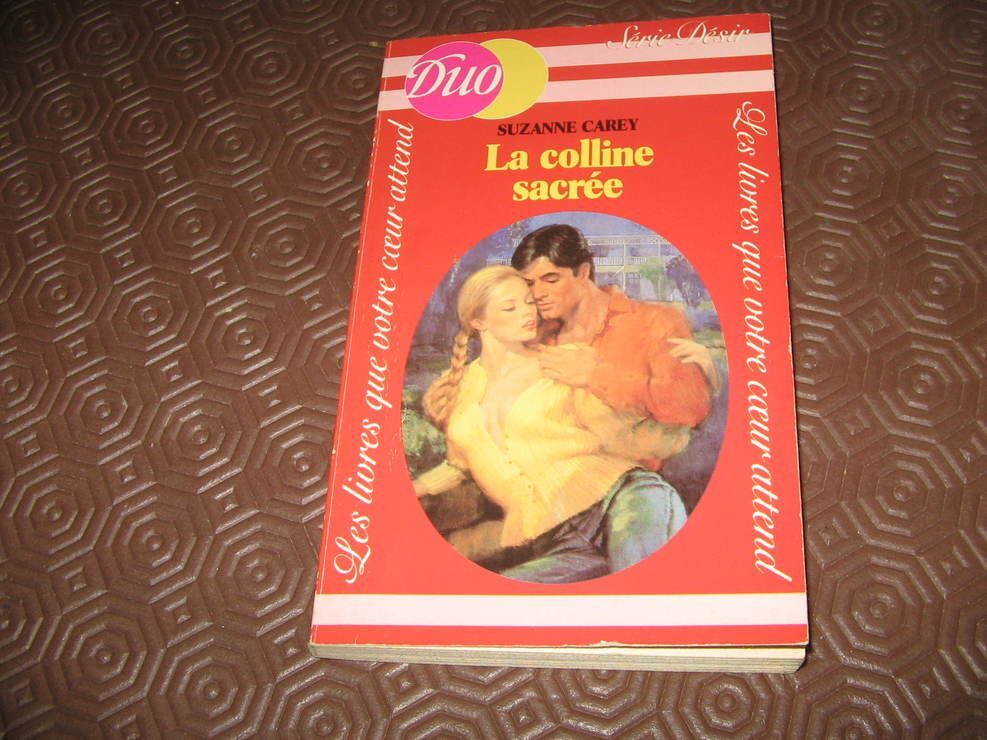 Série Désir
Duo
SUZANNE CAREY
La colline
sacrée
Les livres que votre cœur attend
Les livres que votre cœur attend